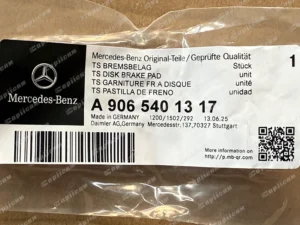 Mercedes-Benz Original-Teile/Geprüfte Qualität
TS BREMSBELAG Stück 1
TS DISK BRAKE PAD unit
TS GARNITURE FR A DISQUE unité
TS PASTILLA DE FRENO unidad
Mercedes-Benz
A 906 540 13 17
Made in GERMANY 1200/1502/292 13.06.25
Daimler AG,Germany Mercedesstr.137,70327 Stuttgart
More information
http://p.mb-qr.com